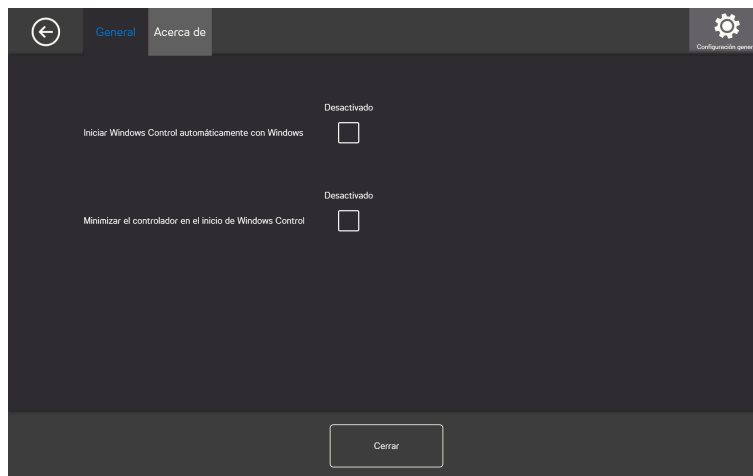 General
Acerca de
Configuración gener
Desactivado
Iniciar Windows Control automáticamente con Windows
Desactivado
Minimizar el controlador en el inicio de Windows Control
Cerrar